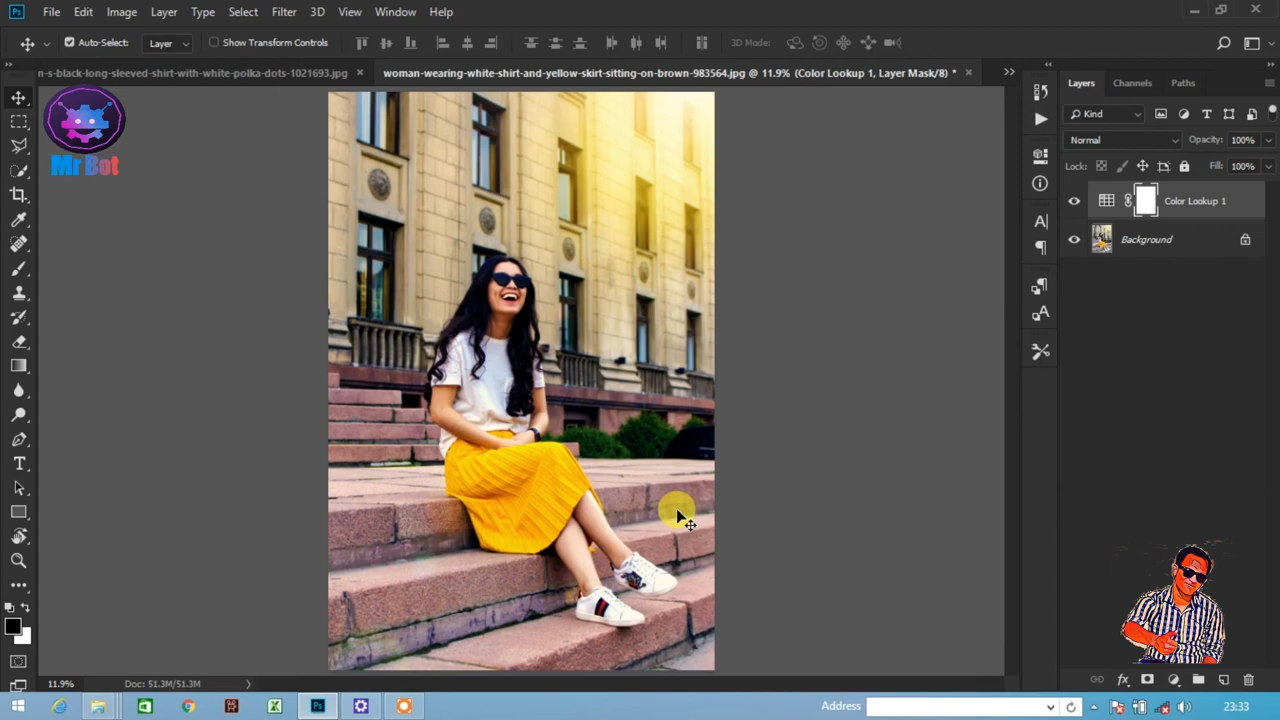 Ps File Edit Image Layer Type Select Filter 3D View Window Help
Auto-Select: Layer Show Transform Controls 3D Mode:
n-s-black-long-sleeved-shirt-with-white-polka-dots-1021693.jpg × woman-wearing-white-shirt-and-yellow-skirt-sitting-on-brown-983564.jpg @ 11.9% (Color Lookup 1, Layer Mask/8) * ×
Layers Channels Paths
Kind
Normal Opacity: 100%
Lock: Fill: 100%
Color Lookup 1
Background
Mr Bot
11.9% Doc: 51.3M/51.3M
Address 23:33